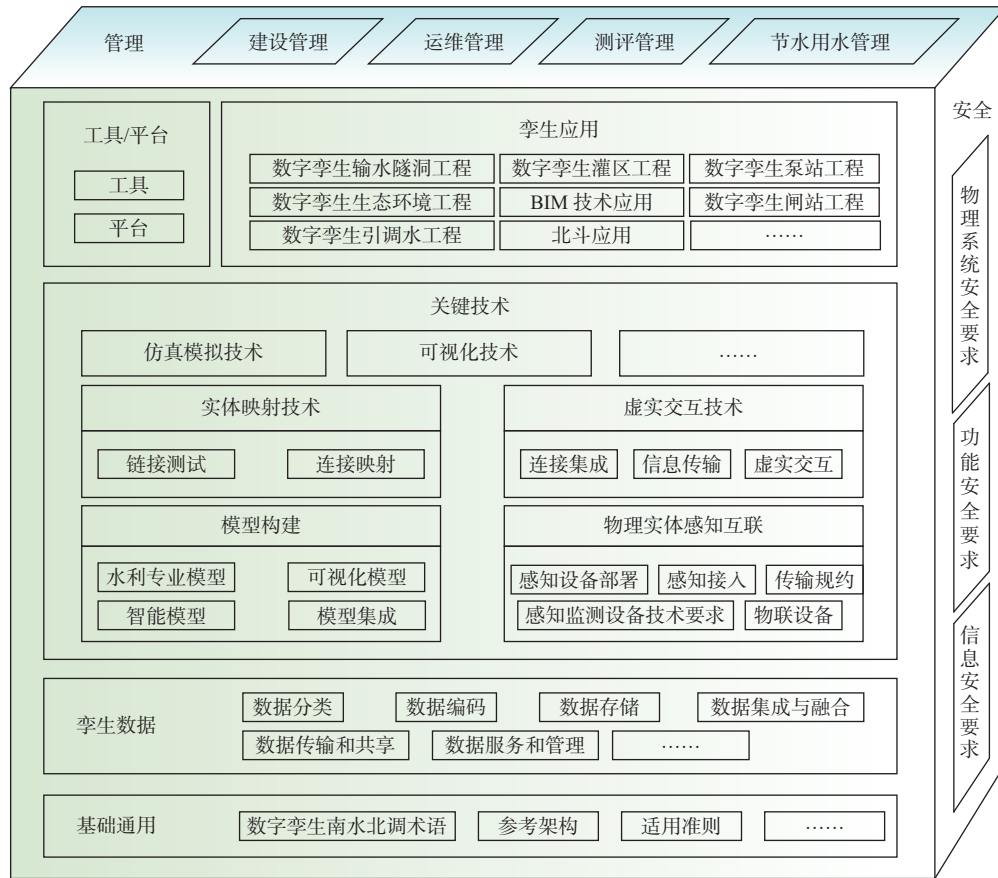 管理 建设管理 运维管理 测评管理 节水用水管理
安全
工具/平台
工具
平台
孪生应用
数字孪生输水隧洞工程 数字孪生灌区工程 数字孪生泵站工程
数字孪生生态环境工程 BIM 技术应用 数字孪生闸站工程
数字孪生引调水工程 北斗应用 ……
关键技术
仿真模拟技术 可视化技术 ……
实体映射技术
链接测试 连接映射
虚实交互技术
连接集成 信息传输 虚实交互
模型构建
水利专业模型 可视化模型
智能模型 模型集成
物理实体感知互联
感知设备部署 感知接入 传输规约
感知监测设备技术要求 物联设备
孪生数据
数据分类 数据编码 数据存储 数据集成与融合
数据传输和共享 数据服务和管理 ……
基础通用 数字孪生南水北调术语 参考架构 适用准则 ……
物理系统安全要求
功能安全要求
信息安全要求